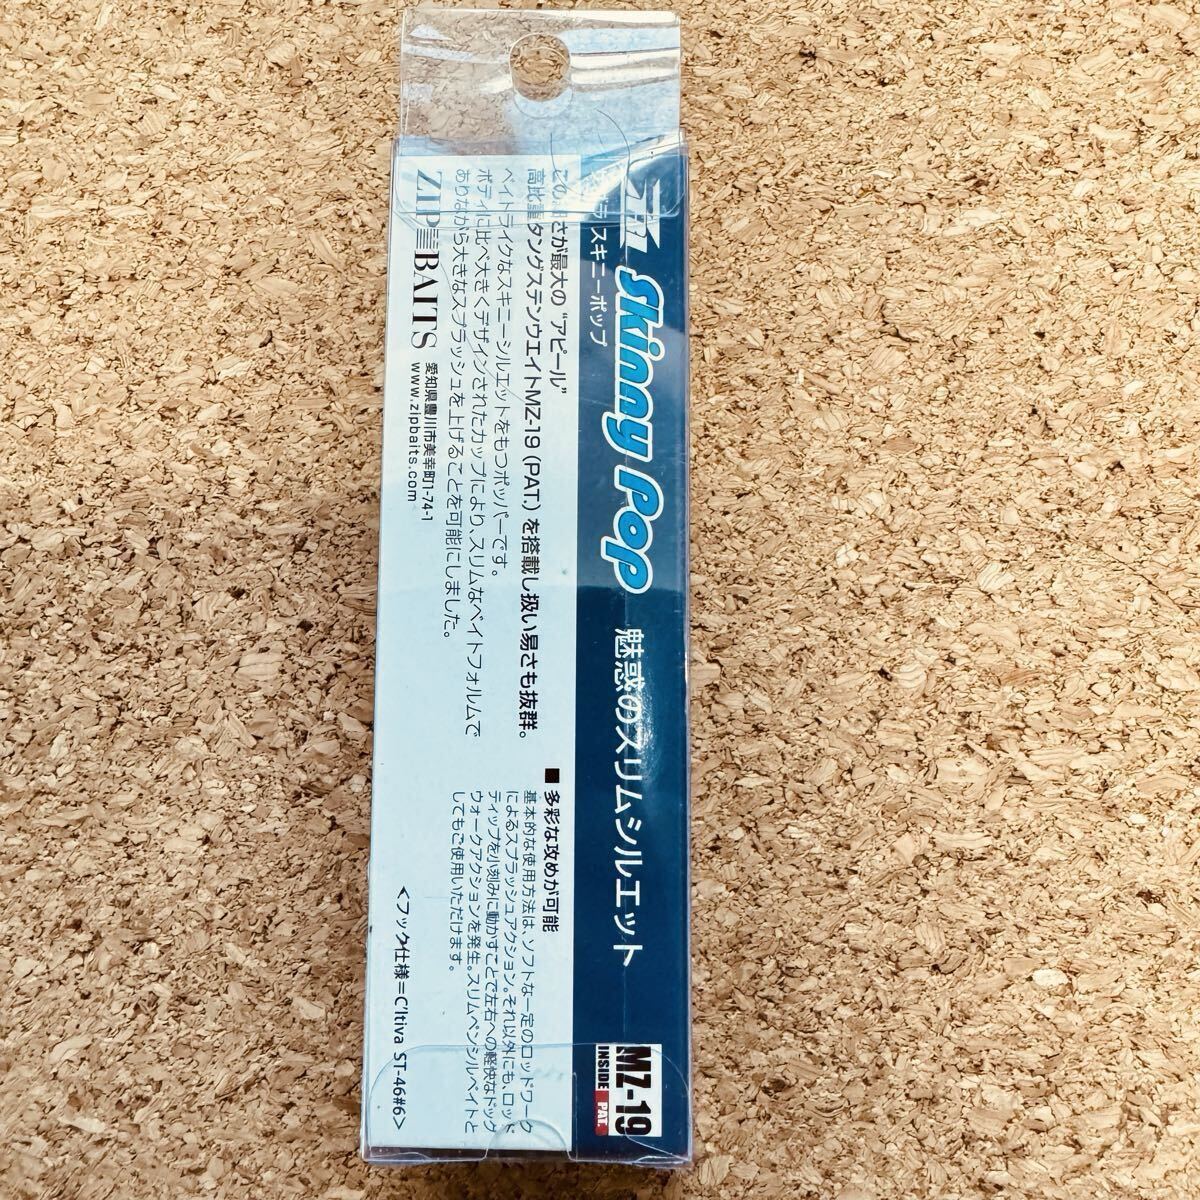 Skinny Pop 魅惑のスリムシルエット
スキニーポップ
MZ-19
INSIDE PAT.
さが最大の“アピール”
高比重タングステンウエイトMZ-19（PAT.）を搭載し扱い易さも抜群。
ベイトライクなスキニーシルエットをもつポッパーです。
ボディに比べ大きくデザインされたカップにより、スリムなベイトフォルムで
ありながら大きなスプラッシュを上げることを可能にしました。
ZIPBAITS
愛知県豊川市美幸町1-74-1
www.zipbaits.com
■ 多彩な攻めが可能
基本的な使用方法は、ソフトな一定のロッドワーク
によるスプラッシュアクション。それ以外にも、ロッド
ティップを小刻みに動かすことで左右への軽快なドッグ
ウォークアクションを発生。スリムペンシルベイトと
してもご使用いただけます。
<フック仕様=C'ltiva ST-46#6>